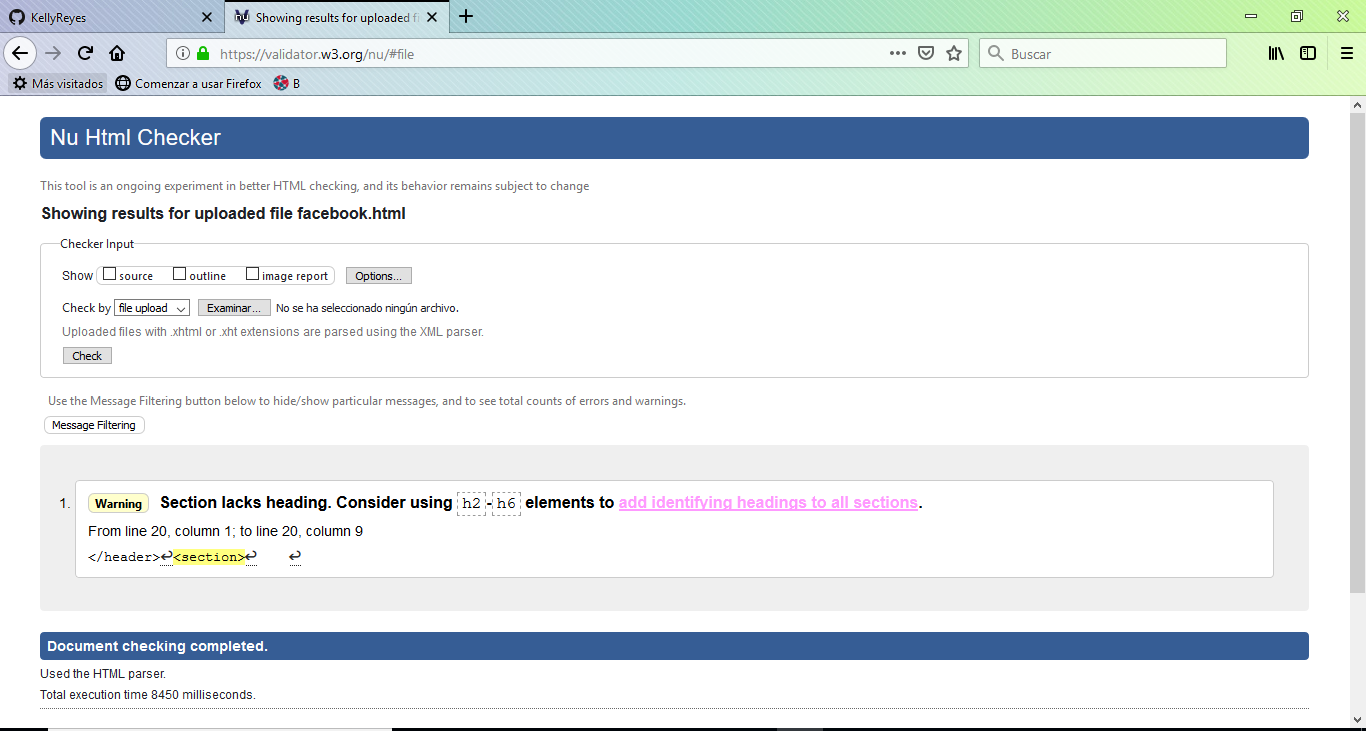 KellyReyes
Showing results for uploaded fi
https://validator.w3.org/nu/#file
Buscar
Más visitados Comenzar a usar Firefox B
Nu Html Checker
This tool is an ongoing experiment in better HTML checking, and its behavior remains subject to change
Showing results for uploaded file facebook.html
Checker Input
Show source outline image report Options...
Check by file upload Examinar... No se ha seleccionado ningún archivo.
Uploaded files with .xhtml or .xht extensions are parsed using the XML parser.
Check
Use the Message Filtering button below to hide/show particular messages, and to see total counts of errors and warnings.
Message Filtering
1. Warning Section lacks heading. Consider using h2-h6 elements to add identifying headings to all sections.
From line 20, column 1; to line 20, column 9
</header>↩<section>↩ ↩
Document checking completed.
Used the HTML parser.
Total execution time 8450 milliseconds.